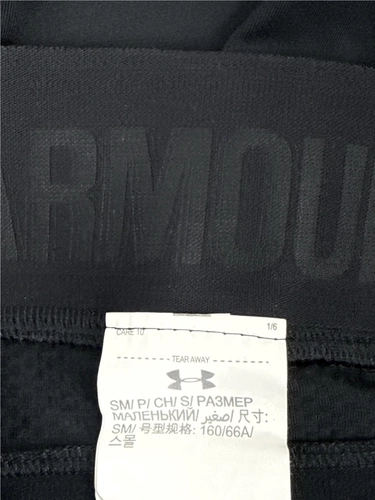 ARMOU
CARE 10 1/6
TEAR AWAY
SM/ P/ CH/ S/ РАЗМЕР
МАЛЕНЬКИЙ/ صغير/ 尺寸:
SM/ 号型规格: 160/66A/
스몰